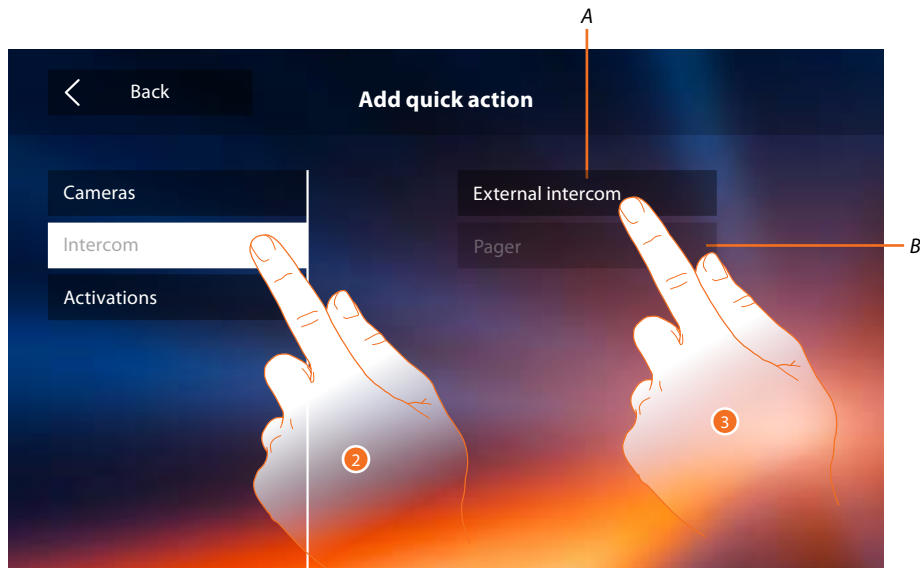 A
Back
Add quick action
Cameras
External intercom
Intercom
Pager
B
Activations
2
3